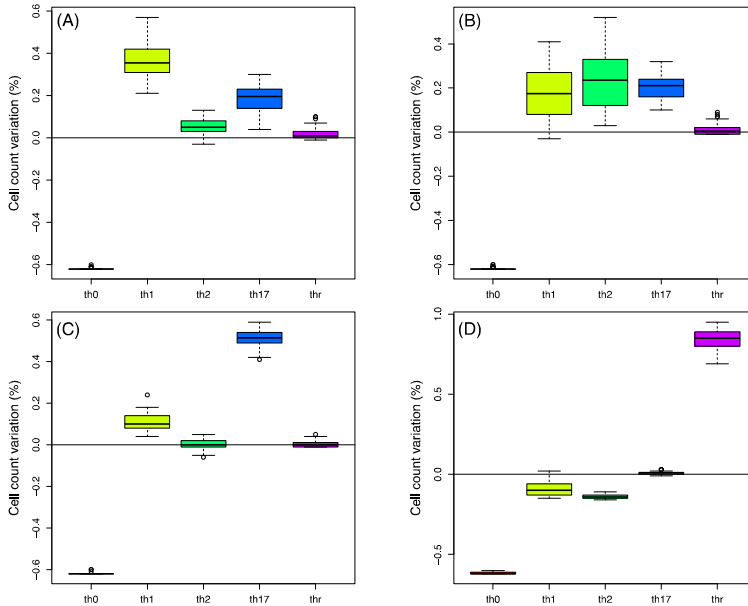 (A)
Cell count variation (%)
0.6
0.4
0.2
0.0
-0.2
-0.4
-0.6
th0 th1 th2 th17 thr
(B)
Cell count variation (%)
0.4
0.2
0.0
-0.2
-0.4
-0.6
th0 th1 th2 th17 thr
(C)
Cell count variation (%)
0.6
0.4
0.2
0.0
-0.2
-0.4
-0.6
th0 th1 th2 th17 thr
(D)
Cell count variation (%)
1.0
0.5
0.0
-0.5
th0 th1 th2 th17 thr